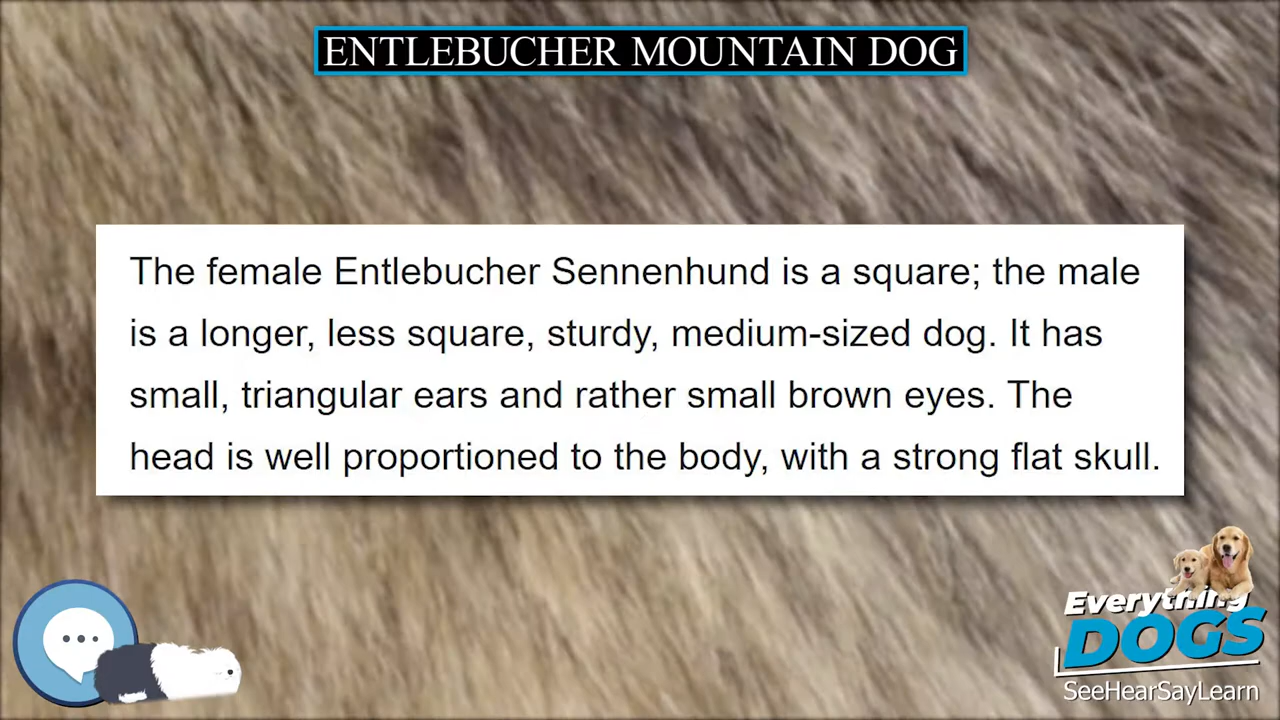 ENTLEBUCHER MOUNTAIN DOG
The female Entlebucher Sennenhund is a square; the male
is a longer, less square, sturdy, medium-sized dog. It has
small, triangular ears and rather small brown eyes. The
head is well proportioned to the body, with a strong flat skull.
Everything
DOGS
SeeHearSayLearn